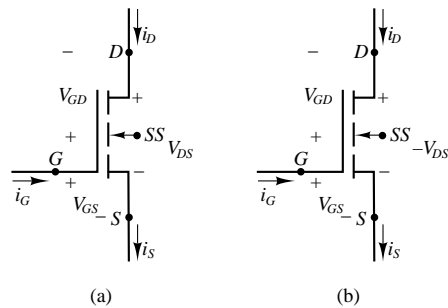 i_D
− D
V_GD +
+ SS
V_DS
G
+ −
i_G V_GS
− S
i_S
(a)
i_D
− D
V_GD +
+ SS
−V_DS
G
+ −
i_G V_GS
− S
i_S
(b)